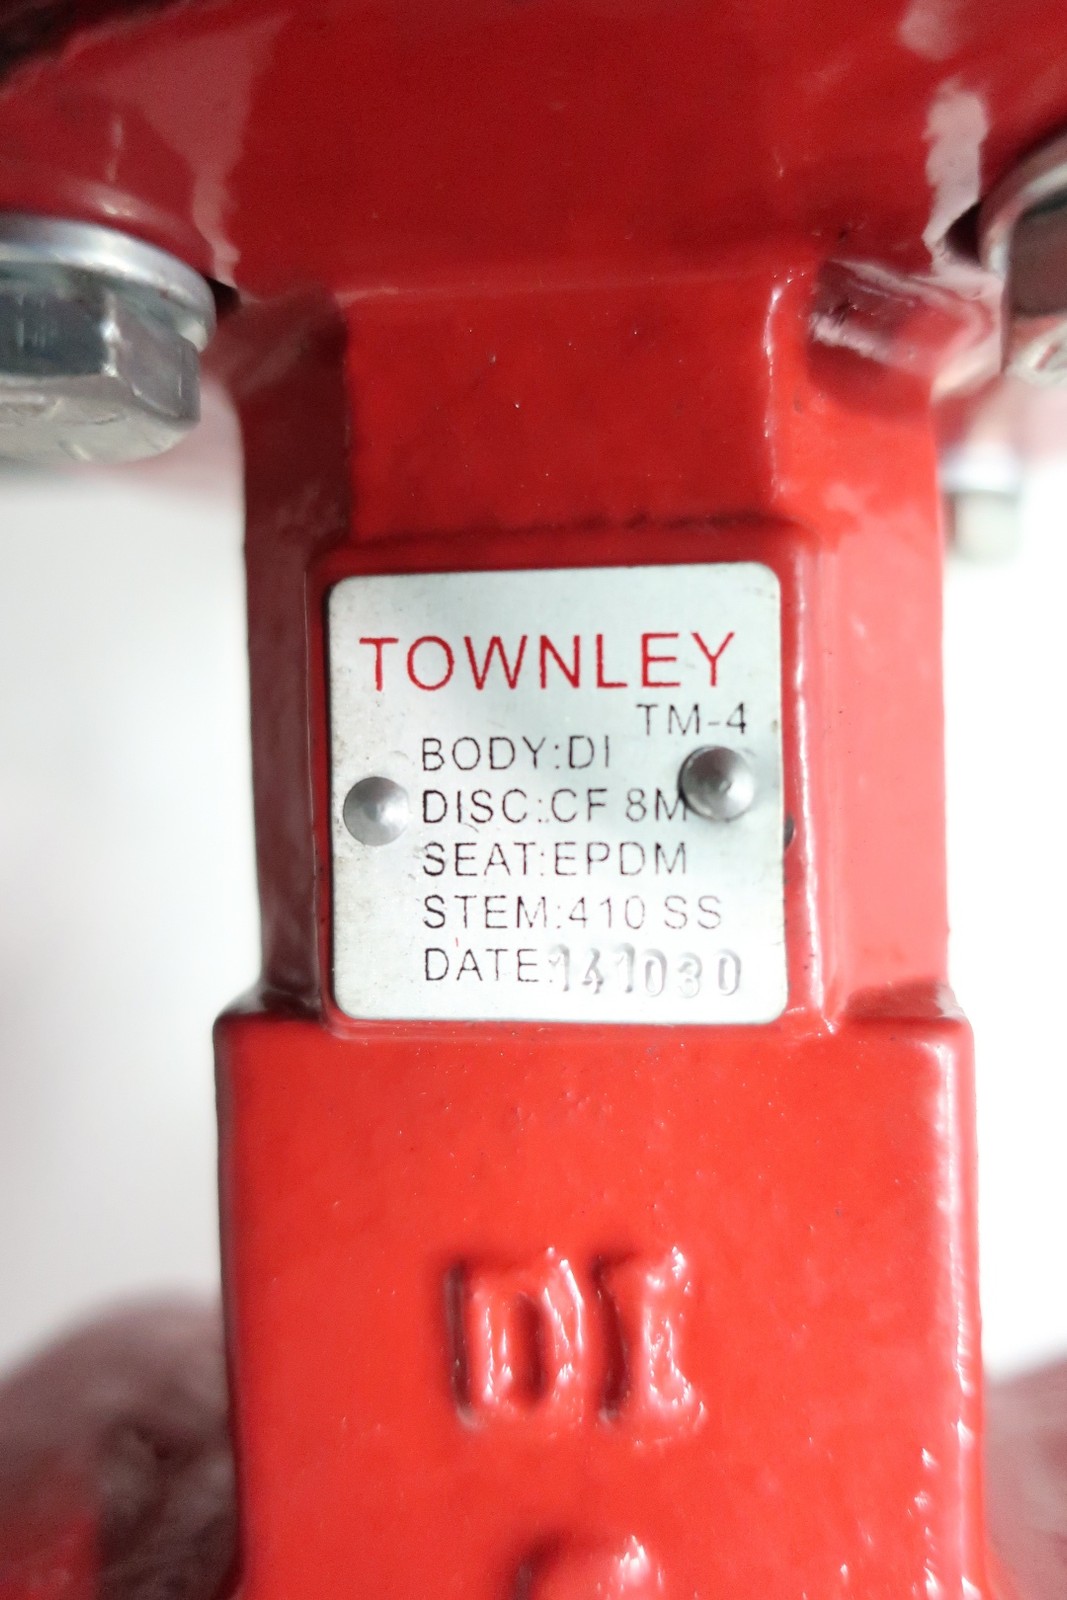 TOWNLEY
TM-4
BODY:DI
DISC:CF 8M
SEAT:EPDM
STEM:410 SS
DATE:141030
DI